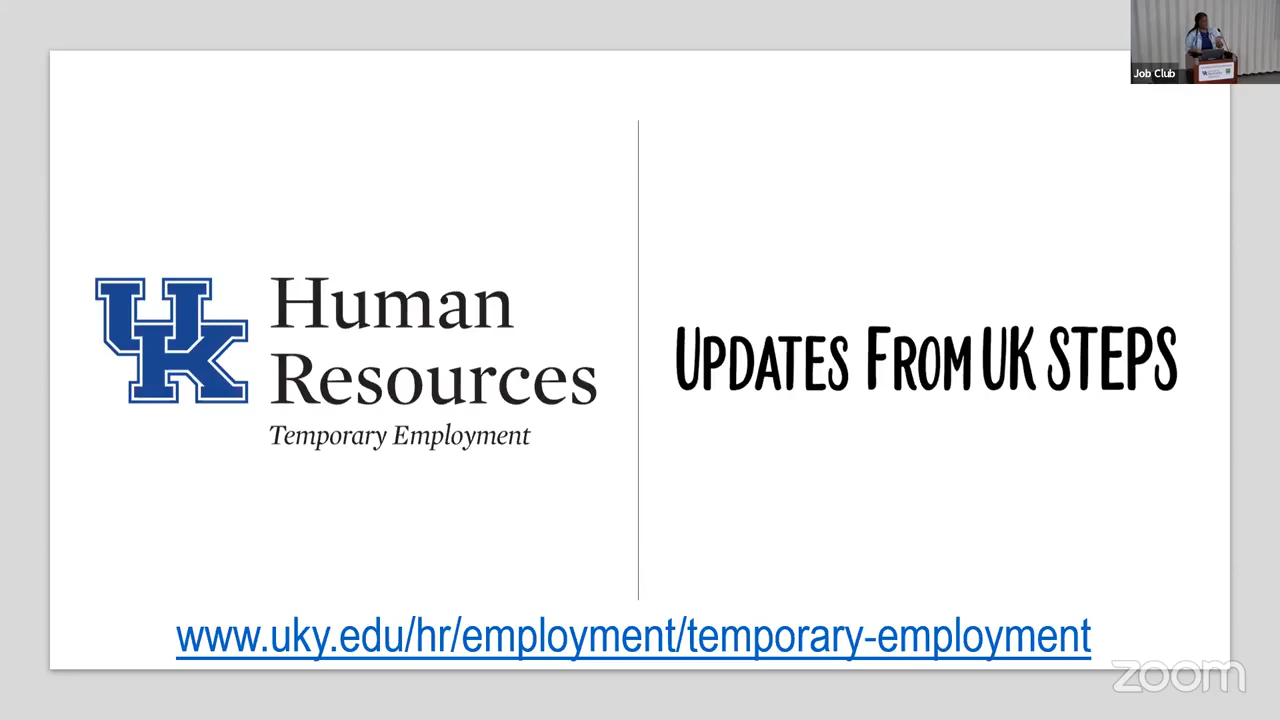 Job Club
UK
Human
Resources
Temporary Employment
UPDATES FROM UK STEPS
www.uky.edu/hr/employment/temporary-employment
zoom